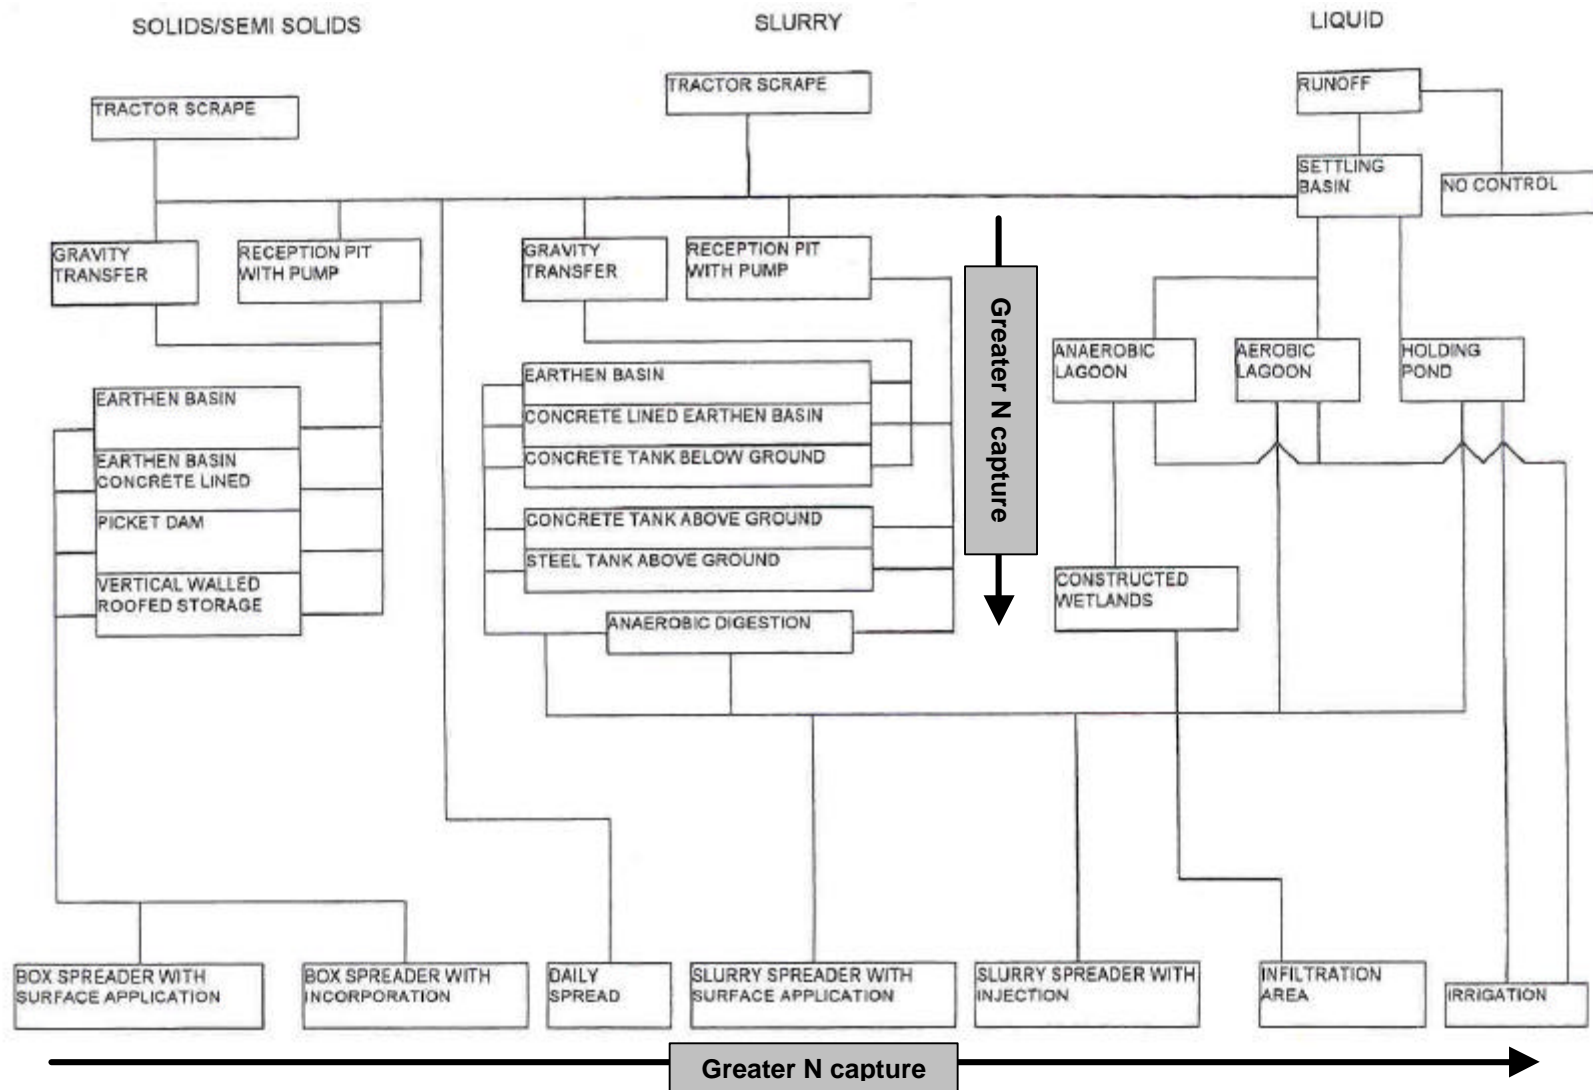 SOLIDS/SEMI SOLIDS
SLURRY
LIQUID
TRACTOR SCRAPE
TRACTOR SCRAPE
RUNOFF
SETTLING
BASIN
NO CONTROL
GRAVITY
TRANSFER
RECEPTION PIT
WITH PUMP
GRAVITY
TRANSFER
RECEPTION PIT
WITH PUMP
Greater N capture
ANAEROBIC
LAGOON
AEROBIC
LAGOON
HOLDING
POND
EARTHEN BASIN
EARTHEN BASIN
CONCRETE LINED
PICKET DAM
VERTICAL WALLED
ROOFED STORAGE
EARTHEN BASIN
CONCRETE LINED EARTHEN BASIN
CONCRETE TANK BELOW GROUND
CONCRETE TANK ABOVE GROUND
STEEL TANK ABOVE GROUND
ANAEROBIC DIGESTION
CONSTRUCTED
WETLANDS
BOX SPREADER WITH
SURFACE APPLICATION
BOX SPREADER WITH
INCORPORATION
DAILY
SPREAD
SLURRY SPREADER WITH
SURFACE APPLICATION
SLURRY SPREADER WITH
INJECTION
INFILTRATION
AREA
IRRIGATION
Greater N capture